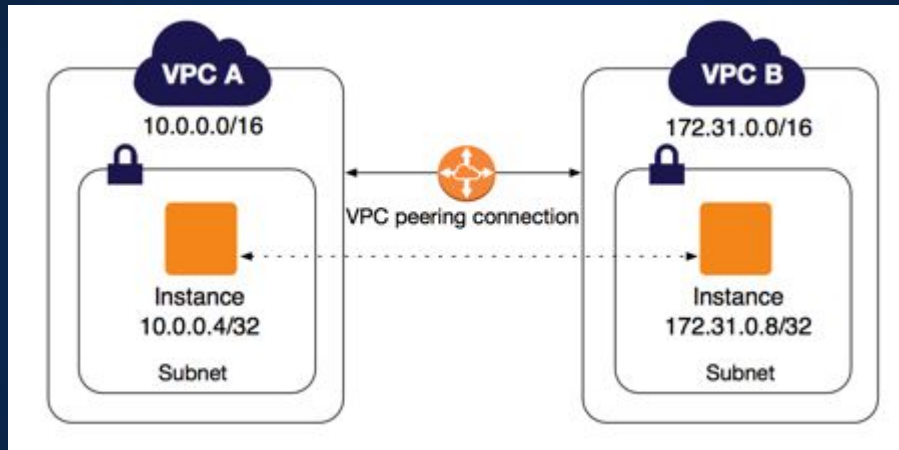 VPC A
10.0.0.0/16
Instance
10.0.0.4/32
Subnet
VPC peering connection
VPC B
172.31.0.0/16
Instance
172.31.0.8/32
Subnet